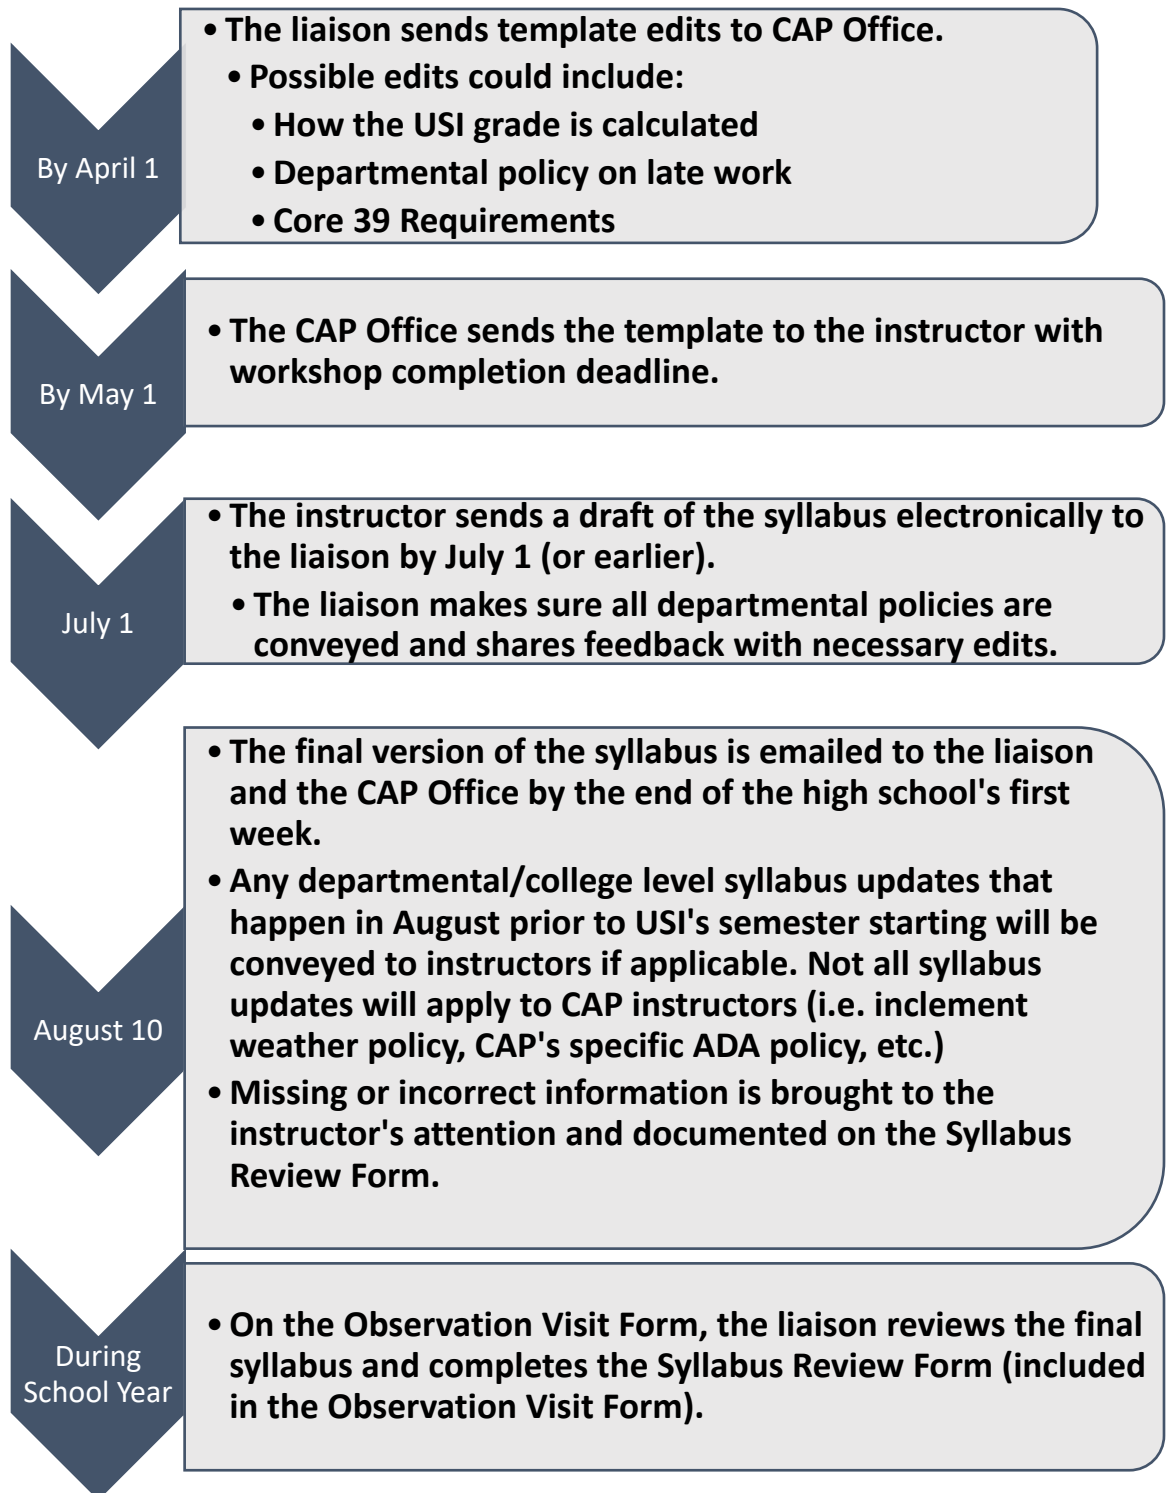 By April 1
• The liaison sends template edits to CAP Office.
• Possible edits could include:
• How the USI grade is calculated
• Departmental policy on late work
• Core 39 Requirements
By May 1
• The CAP Office sends the template to the instructor with
workshop completion deadline.
July 1
• The instructor sends a draft of the syllabus electronically to
the liaison by July 1 (or earlier).
• The liaison makes sure all departmental policies are
conveyed and shares feedback with necessary edits.
August 10
• The final version of the syllabus is emailed to the liaison
and the CAP Office by the end of the high school's first
week.
• Any departmental/college level syllabus updates that
happen in August prior to USI's semester starting will be
conveyed to instructors if applicable. Not all syllabus
updates will apply to CAP instructors (i.e. inclement
weather policy, CAP's specific ADA policy, etc.)
• Missing or incorrect information is brought to the
instructor's attention and documented on the Syllabus
Review Form.
During
School Year
• On the Observation Visit Form, the liaison reviews the final
syllabus and completes the Syllabus Review Form (included
in the Observation Visit Form).